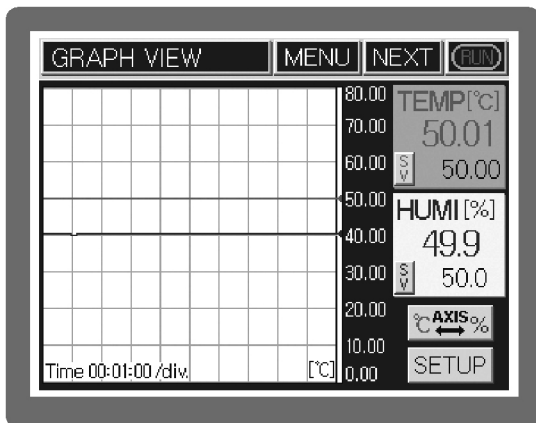 GRAPH VIEW MENU NEXT RUN
80.00
70.00
60.00
50.00
40.00
30.00
20.00
10.00
0.00
TEMP[℃]
50.01
SV 50.00
HUMI[%]
49.9
SV 50.0
℃ AXIS %
SETUP
Time 00:01:00 /div. [℃]